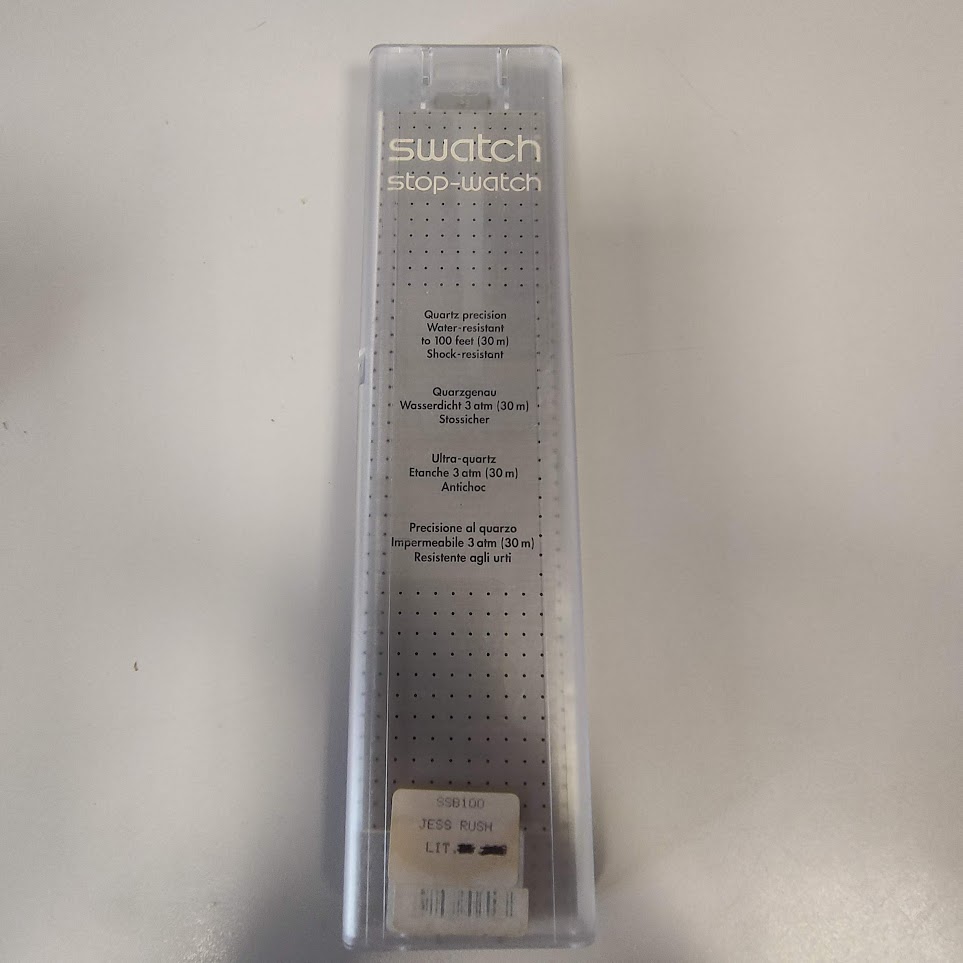 swatch
stop-watch
Quartz precision
Water-resistant
to 100 feet (30 m)
Shock-resistant
Quarzgenau
Wasserdicht 3 atm (30 m)
Stossicher
Ultra-quartz
Etanche 3 atm (30 m)
Antichoc
Precisione al quarzo
Impermeabile 3 atm (30 m)
Resistente agli urti
SSB100
JESS RUSH
LIT.